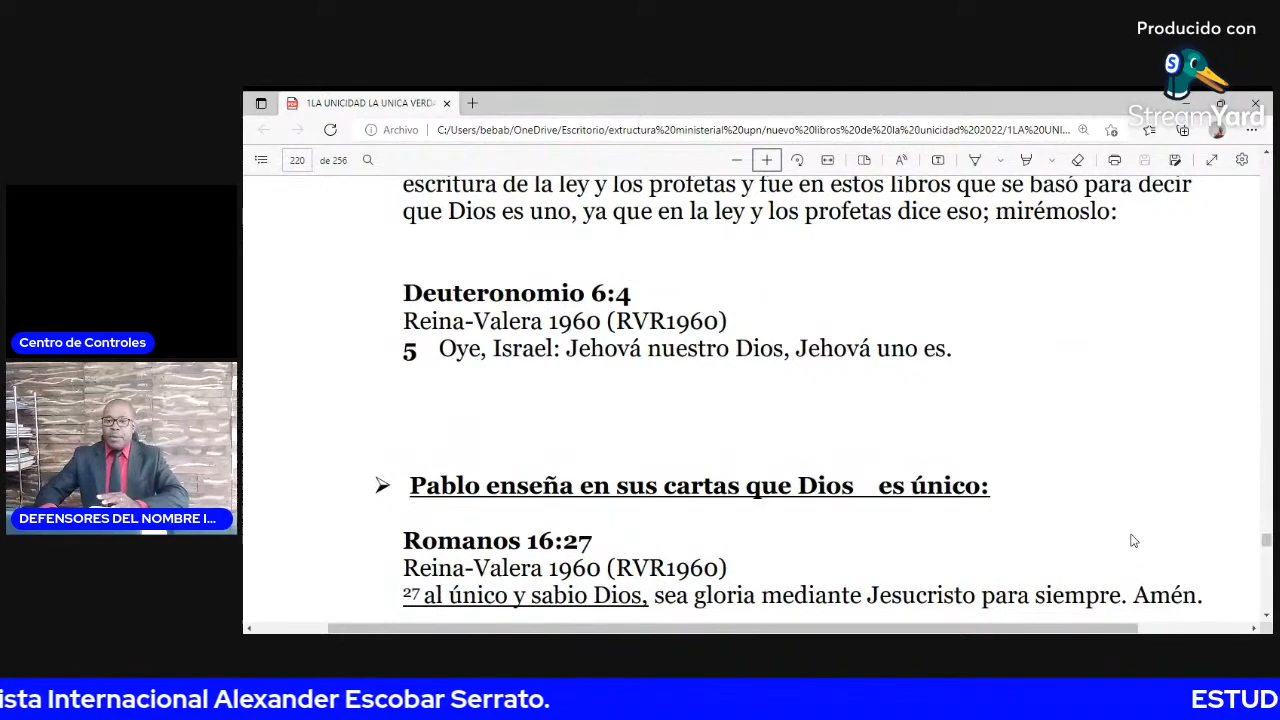 Producido con
StreamYard
1LA UNICIDAD LA UNICA VERDA
Archivo
C:/Users/bebab/OneDrive/Escritorio/extructura%20ministerial%20upn/nuevo%20libros%20de%20la%20unicidad%202022/1LA%20UNI...
220 de 256
escritura de la ley y los profetas y fue en estos libros que se basó para decir
que Dios es uno, ya que en la ley y los profetas dice eso; mirémoslo:
Deuteronomio 6:4
Reina-Valera 1960 (RVR1960)
5 Oye, Israel: Jehová nuestro Dios, Jehová uno es.
➢ Pablo enseña en sus cartas que Dios es único:
Romanos 16:27
Reina-Valera 1960 (RVR1960)
27 al único y sabio Dios, sea gloria mediante Jesucristo para siempre. Amén.
Centro de Controles
DEFENSORES DEL NOMBRE I...
ista Internacional Alexander Escobar Serrato.
ESTUD